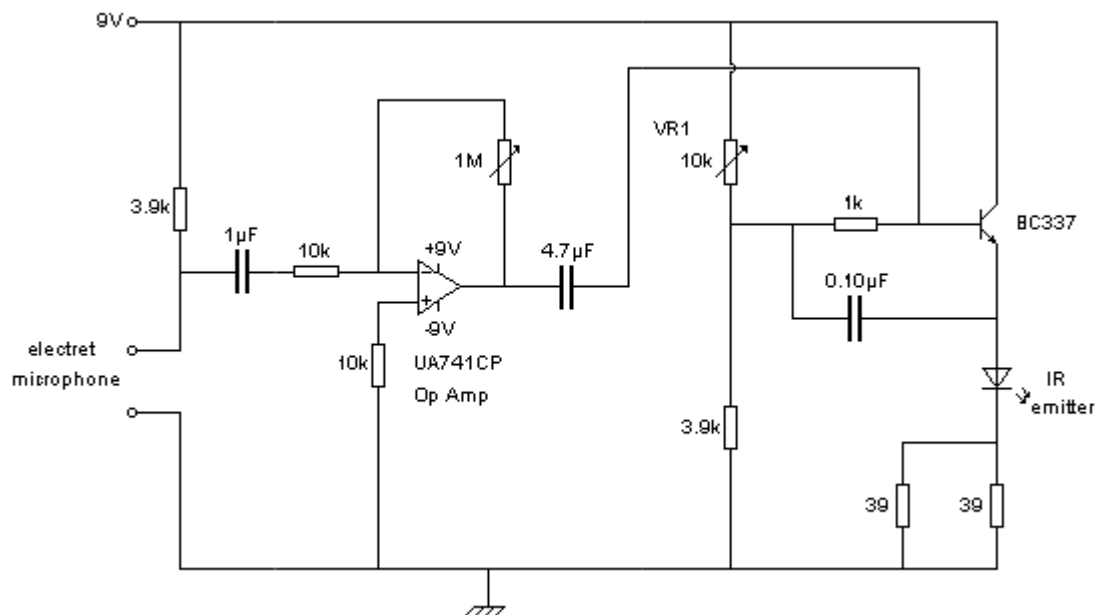 9V
VR1
1M
10k
3.9k
1k
BC337
1µF
10k
+9V
4.7µF
0.10µF
-
+
-9V
electret
microphone
10k
UA741CP
Op Amp
IR
emitter
3.9k
39
39